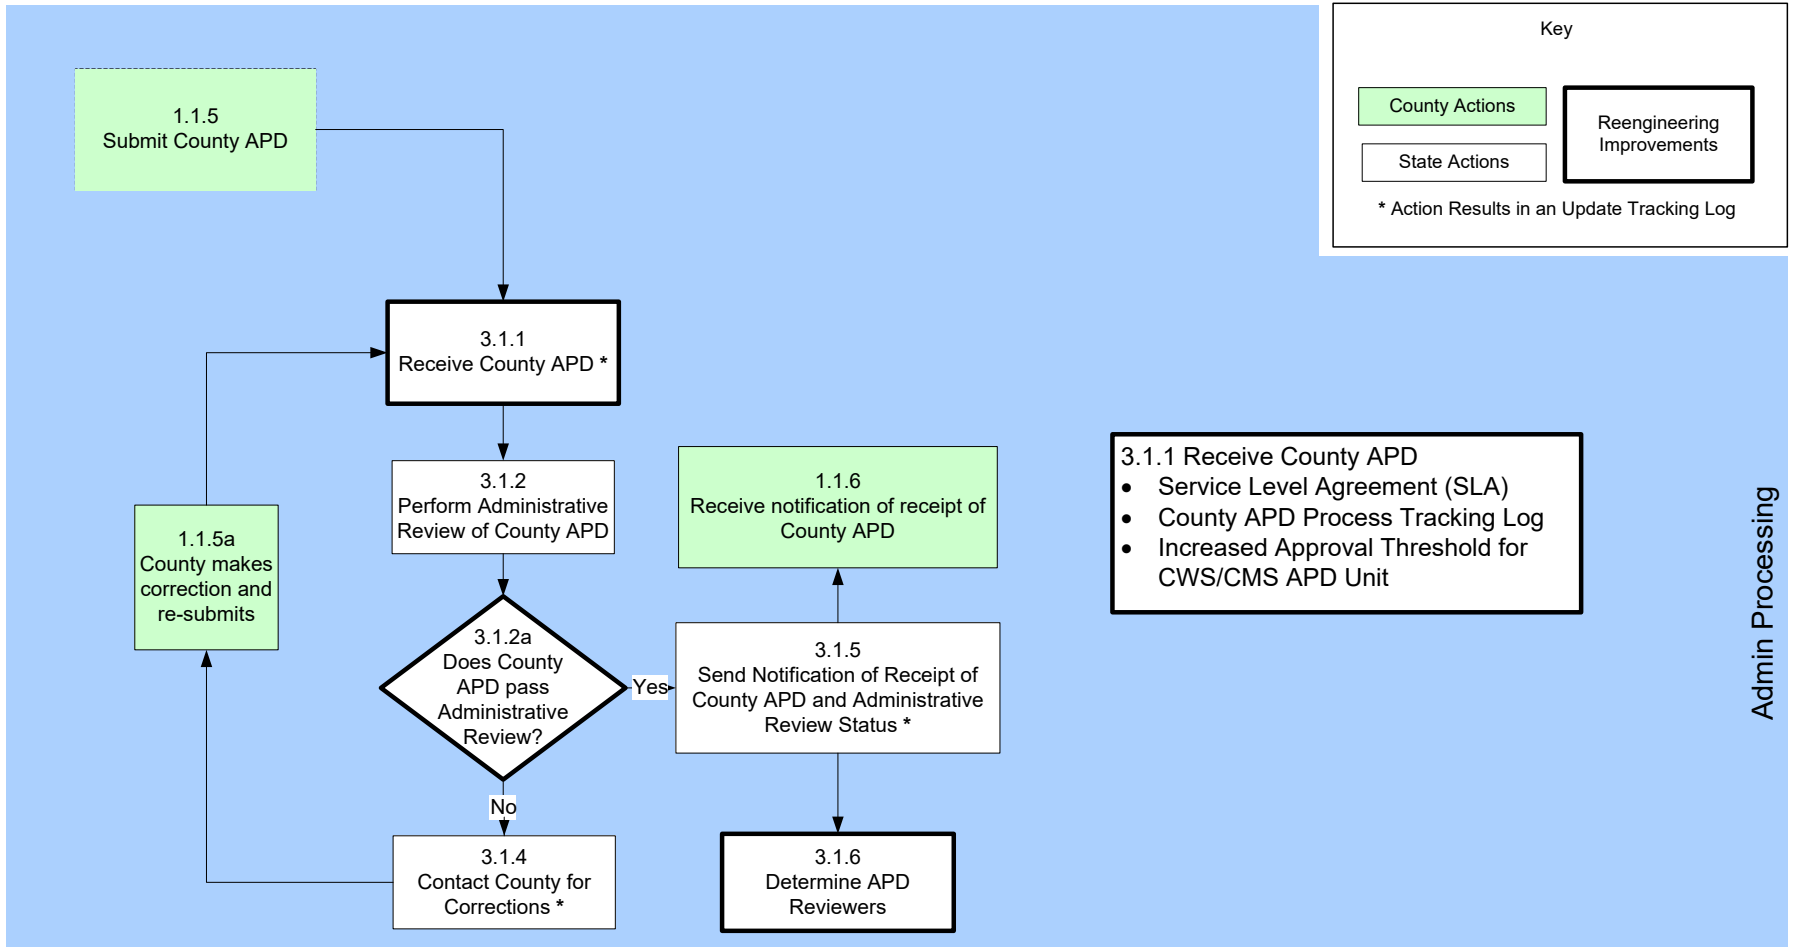 Key
County Actions
State Actions
Reengineering
Improvements
* Action Results in an Update Tracking Log
1.1.5
Submit County APD
3.1.1
Receive County APD *
3.1.2
Perform Administrative
Review of County APD
1.1.6
Receive notification of receipt of
County APD
3.1.1 Receive County APD
• Service Level Agreement (SLA)
• County APD Process Tracking Log
• Increased Approval Threshold for
CWS/CMS APD Unit
1.1.5a
County makes
correction and
re-submits
3.1.2a
Does County
APD pass
Administrative
Review?
Yes
3.1.5
Send Notification of Receipt of
County APD and Administrative
Review Status *
No
3.1.4
Contact County for
Corrections *
3.1.6
Determine APD
Reviewers
Admin Processing